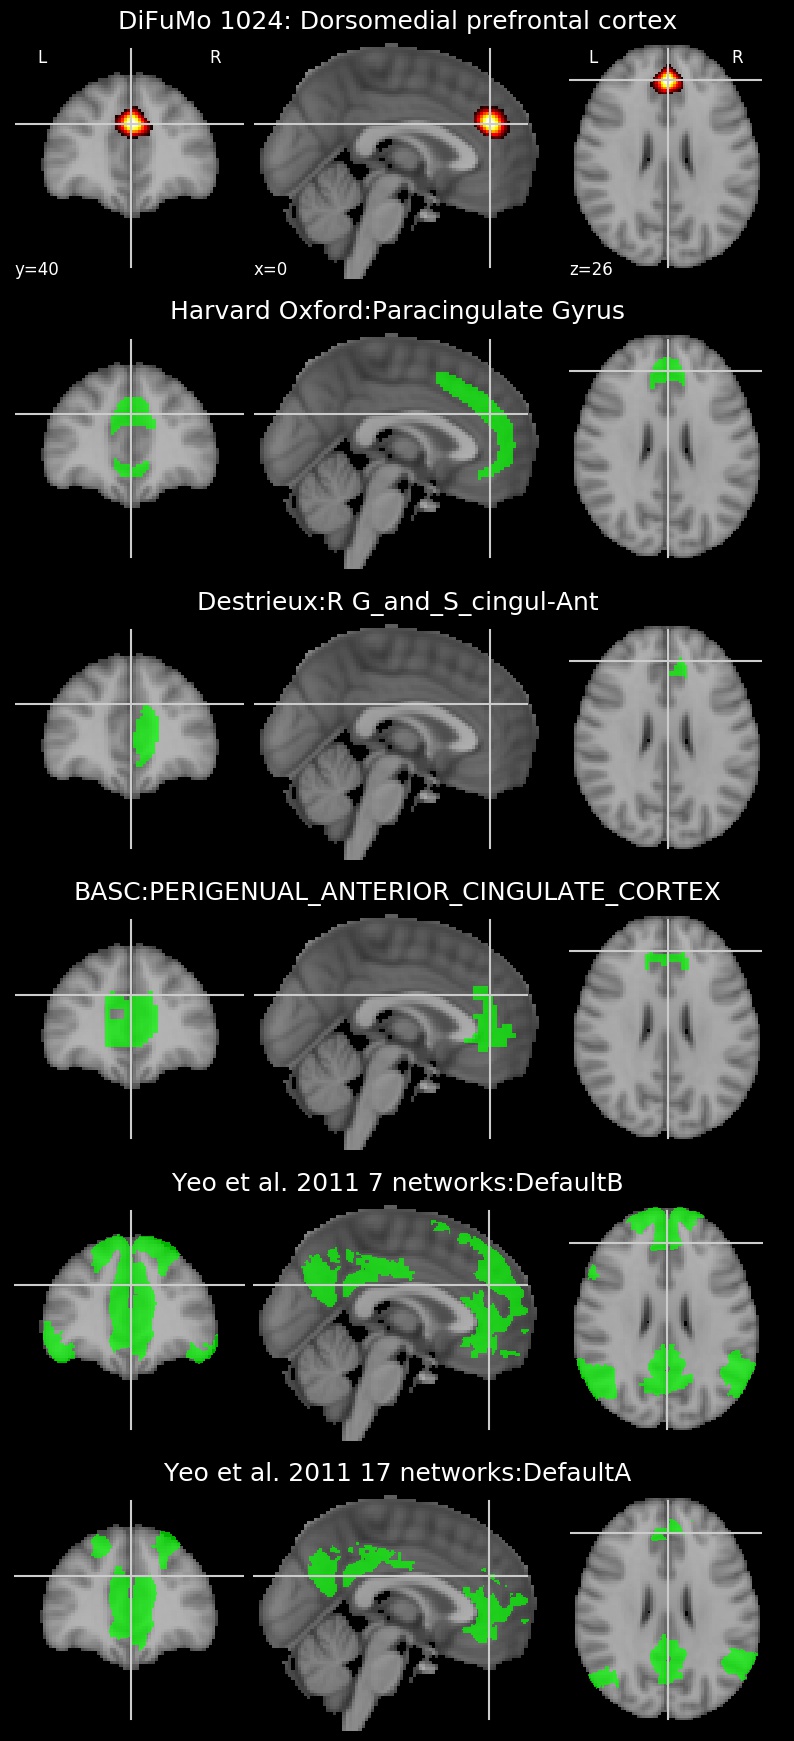 DiFuMo 1024: Dorsomedial prefrontal cortex
L R L R
y=40 x=0 z=26
Harvard Oxford:Paracingulate Gyrus
Destrieux:R G_and_S_cingul-Ant
BASC:PERIGENUAL_ANTERIOR_CINGULATE_CORTEX
Yeo et al. 2011 7 networks:DefaultB
Yeo et al. 2011 17 networks:DefaultA